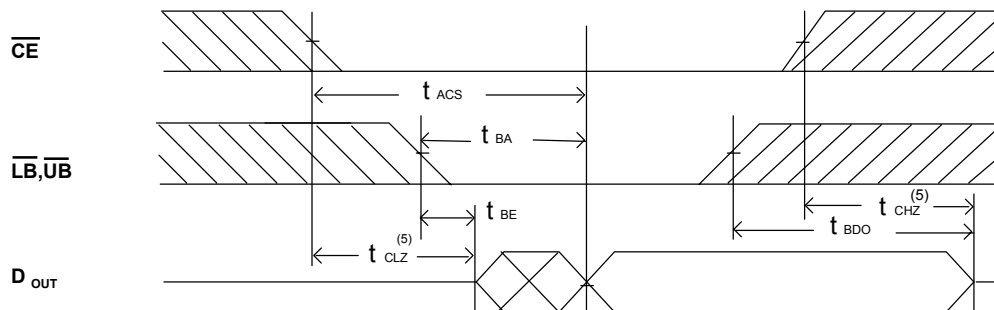 CE
t ACS
t BA
LB,UB
t CHZ (5)
t BE
t BDO
t CLZ (5)
D OUT